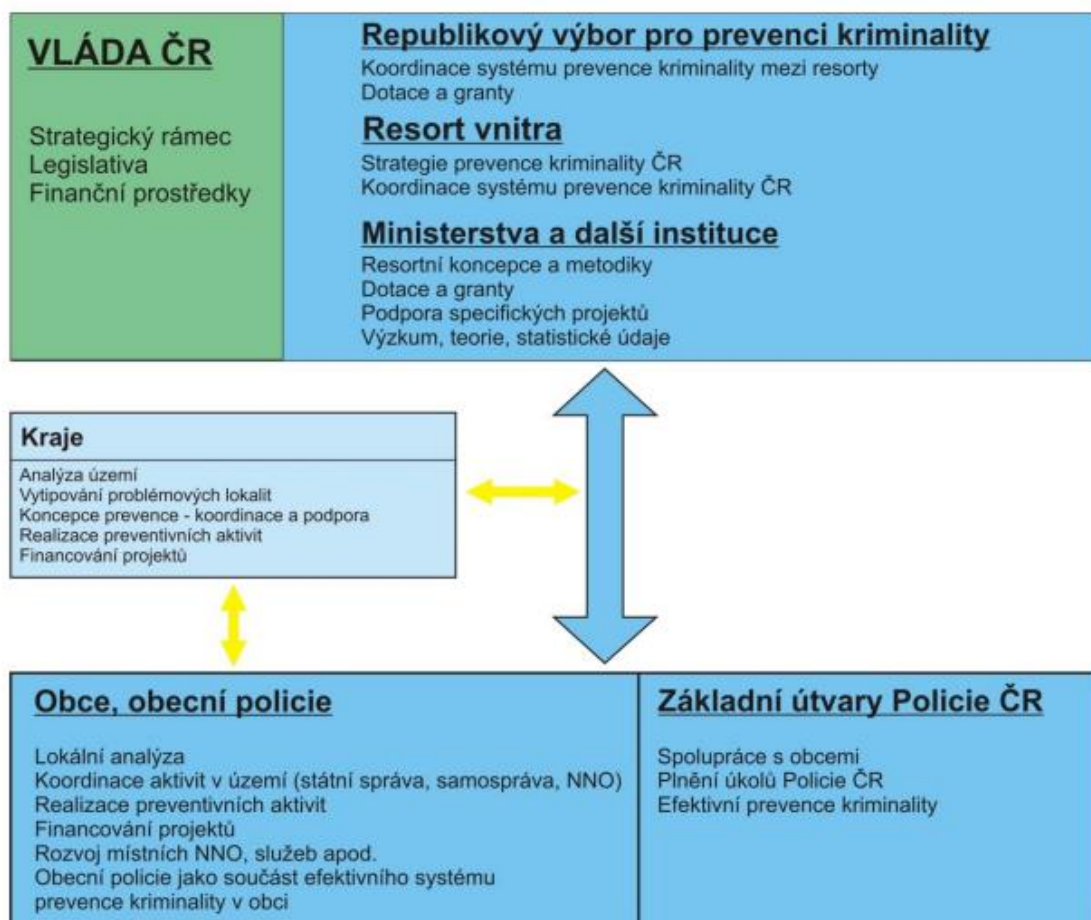 VLÁDA ČR
Strategický rámec
Legislativa
Finanční prostředky
Republikový výbor pro prevenci kriminality
Koordinace systému prevence kriminality mezi resorty
Dotace a granty
Resort vnitra
Strategie prevence kriminality ČR
Koordinace systému prevence kriminality ČR
Ministerstva a další instituce
Resortní koncepce a metodiky
Dotace a granty
Podpora specifických projektů
Výzkum, teorie, statistické údaje
Kraje
Analýza území
Vytipování problémových lokalit
Koncepce prevence - koordinace a podpora
Realizace preventivních aktivit
Financování projektů
Obce, obecní policie
Lokální analýza
Koordinace aktivit v území (státní správa, samospráva, NNO)
Realizace preventivních aktivit
Financování projektů
Rozvoj místních NNO, služeb apod.
Obecní policie jako součást efektivního systému
prevence kriminality v obci
Základní útvary Policie ČR
Spolupráce s obcemi
Plnění úkolů Policie ČR
Efektivní prevence kriminality